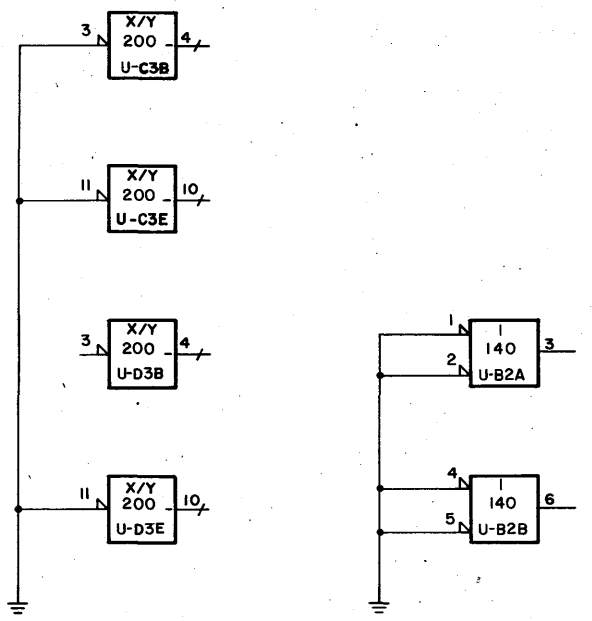 X/Y
3 200 4
U-C3B
X/Y
11 200 10
U-C3E
X/Y
3 200 4
U-D3B
X/Y
11 200 10
U-D3E
1 1
140 3
2 U-B2A
4 1
140 6
5 U-B2B